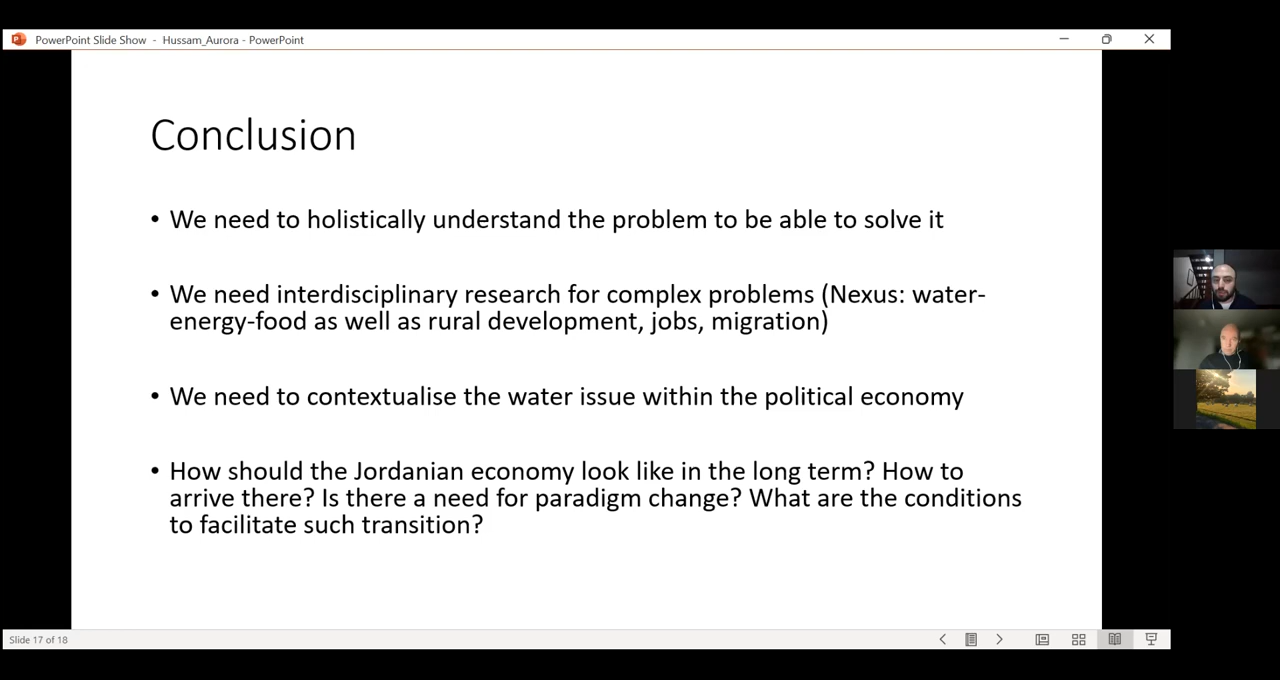 PowerPoint Slide Show - Hussam_Aurora - PowerPoint
Conclusion
• We need to holistically understand the problem to be able to solve it
• We need interdisciplinary research for complex problems (Nexus: water-
energy-food as well as rural development, jobs, migration)
• We need to contextualise the water issue within the political economy
• How should the Jordanian economy look like in the long term? How to
arrive there? Is there a need for paradigm change? What are the conditions
to facilitate such transition?
Slide 17 of 18